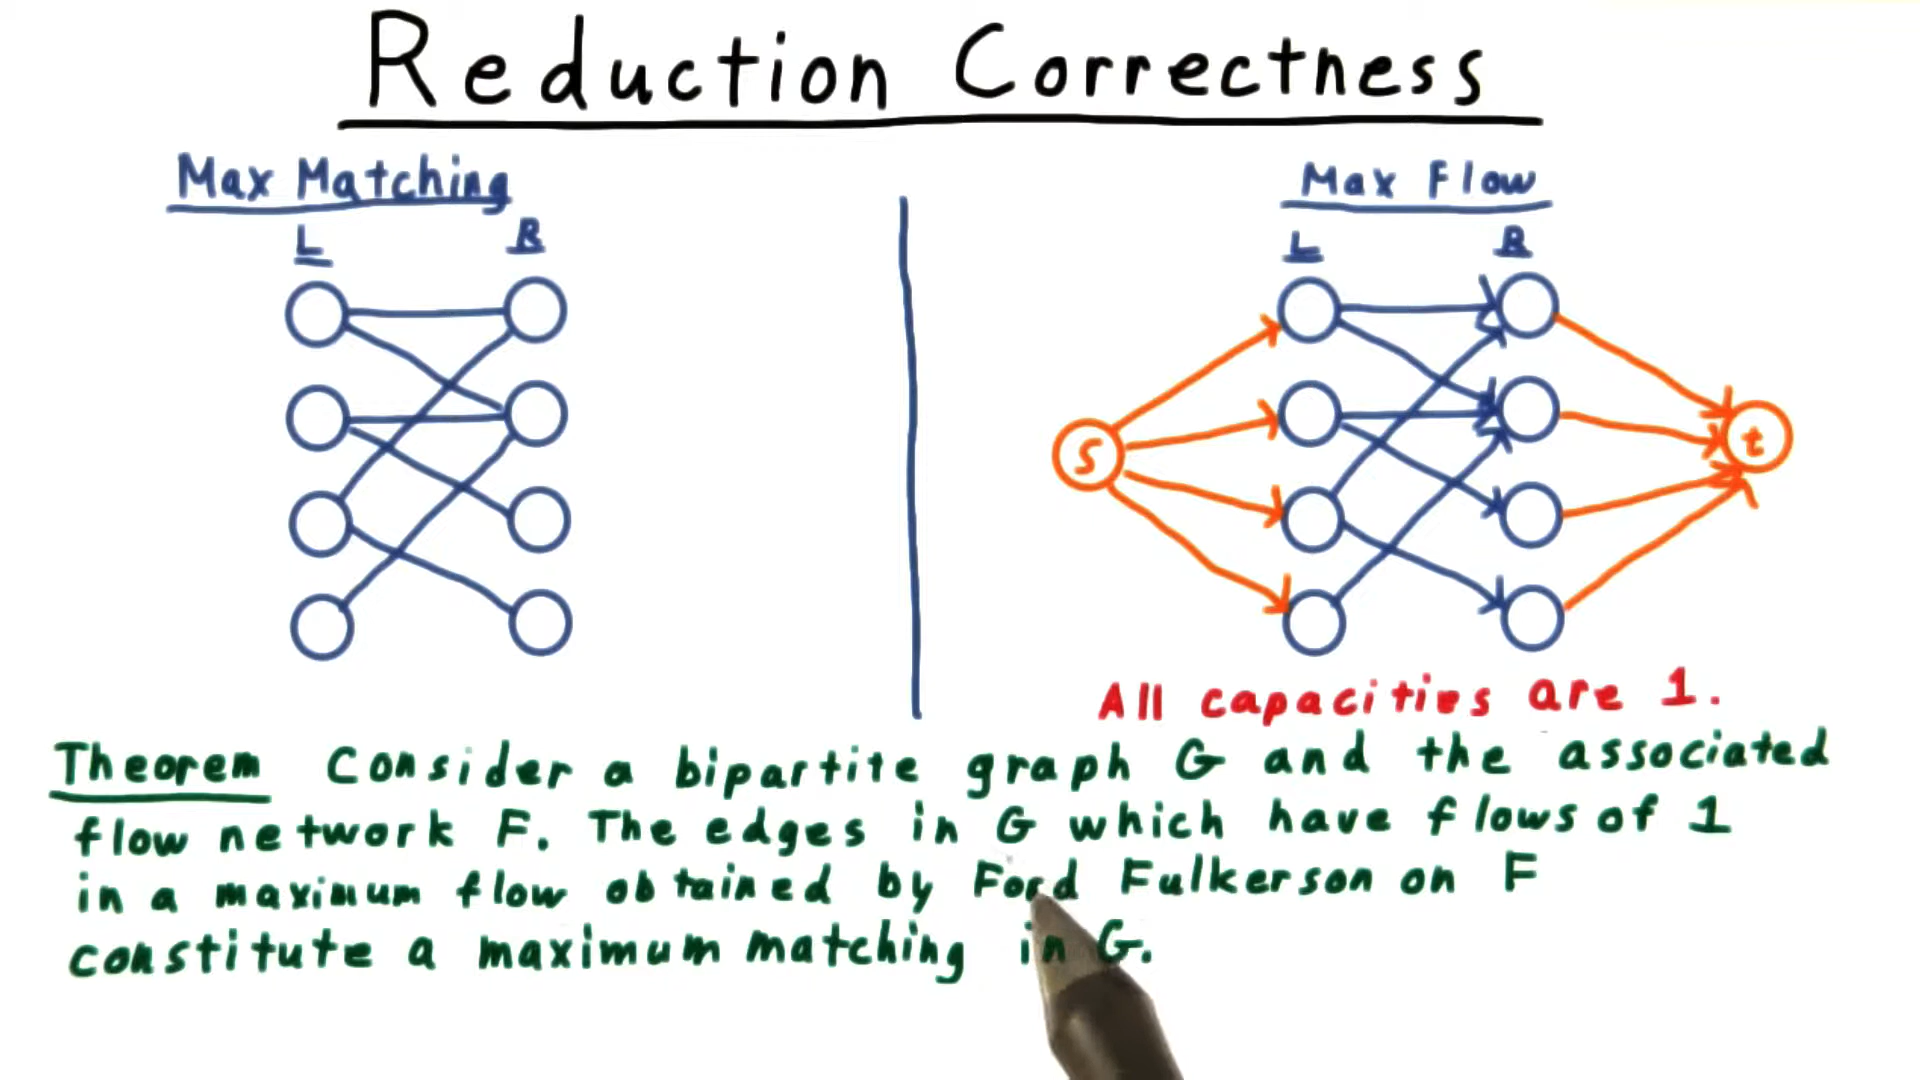 Reduction Correctness
Max Matching
Max Flow
L R
L R
S
t
All capacities are 1.
Theorem Consider a bipartite graph G and the associated
flow network F. The edges in G which have flows of 1
in a maximum flow obtained by Ford Fulkerson on F
constitute a maximum matching in G.